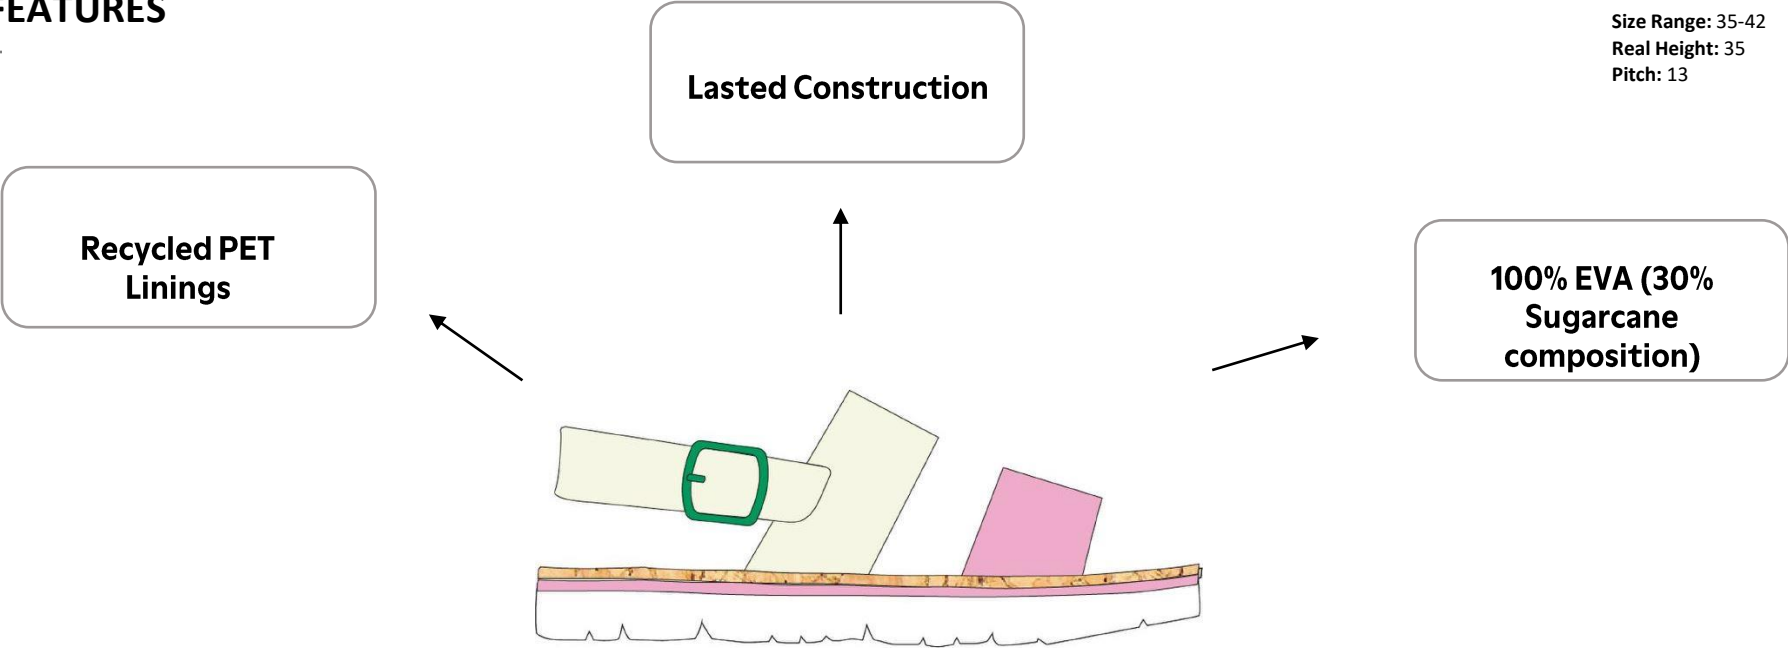 FEATURES
Size Range: 35-42
Real Height: 35
Pitch: 13
Lasted Construction
Recycled PET
Linings
100% EVA (30%
Sugarcane
composition)